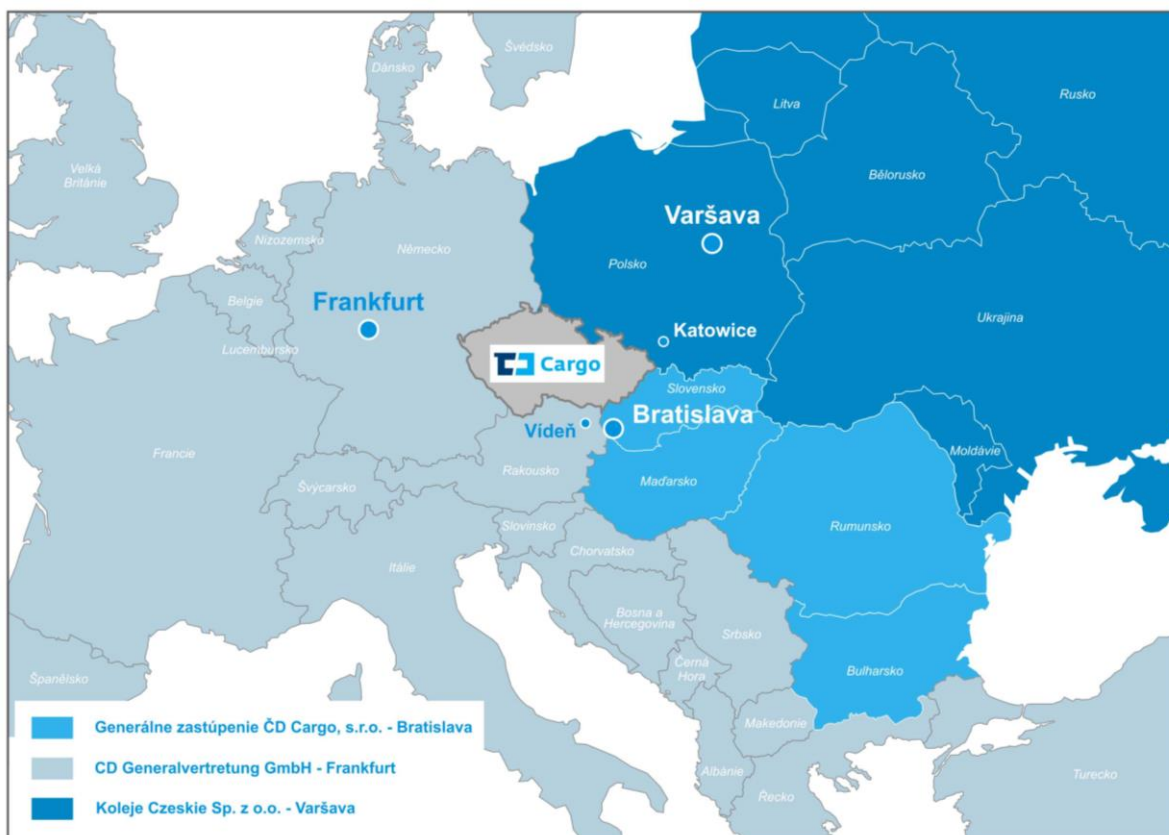 Švédsko
Dánsko
Litva
Rusko
Velká
Británie
Bělorusko
Varšava
Nizozemsko
Německo
Polsko
Belgie
Frankfurt
Ukrajina
Katowice
Lucembursko
Cargo
Slovensko
Bratislava
Vídeň
Francie
Rakousko
Moldávie
Švýcarsko
Maďarsko
Slovinsko
Rumunsko
Chorvatsko
Itálie
Bosna a
Hercegovina
Srbsko
Černá
Hora
Bulharsko
Španělsko
Makedonie
Albánie
Turecko
Řecko
Generálne zastúpenie ČD Cargo, s.r.o. - Bratislava
CD Generalvertretung GmbH - Frankfurt
Koleje Czeskie Sp. z o.o. - Varšava